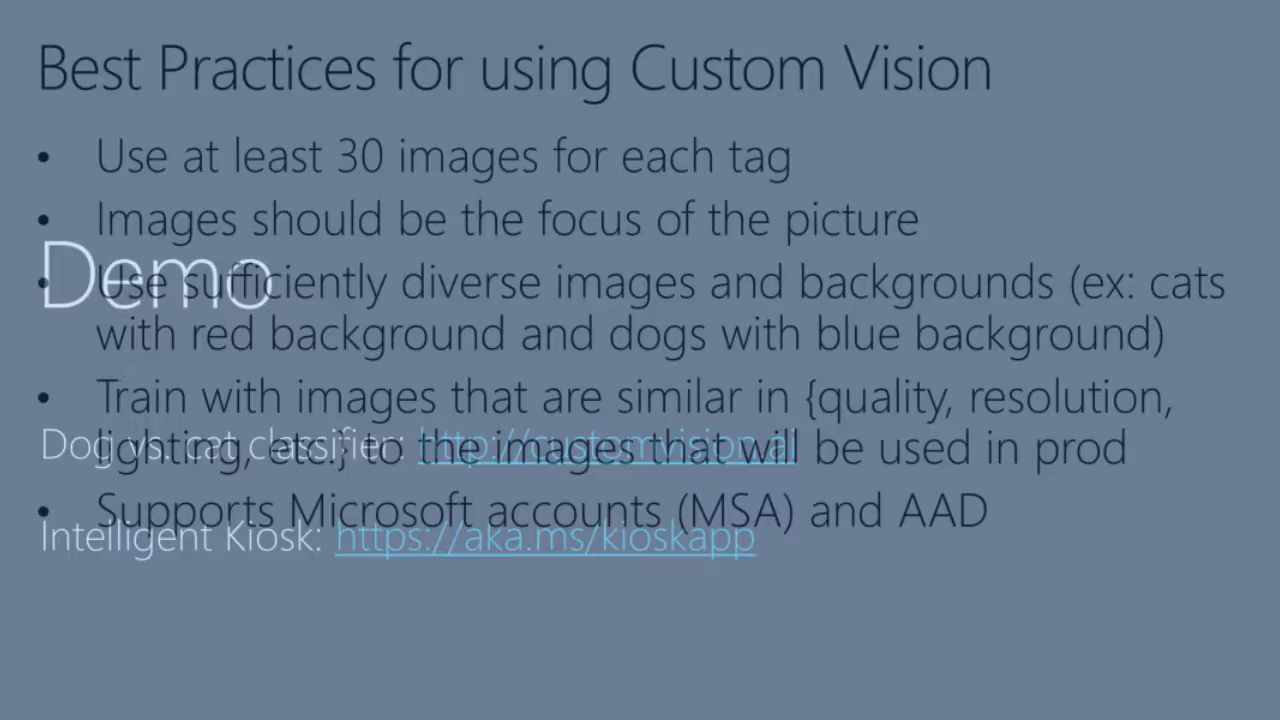 Best Practices for using Custom Vision
• Use at least 30 images for each tag
• Images should be the focus of the picture
Demo
• Use sufficiently diverse images and backgrounds (ex: cats
with red background and dogs with blue background)
• Train with images that are similar in {quality, resolution,
lighting, etc.} to the images that will be used in prod
Dog vs. cat classifier: http://customvision.ai
• Supports Microsoft accounts (MSA) and AAD
Intelligent Kiosk: https://aka.ms/kioskapp